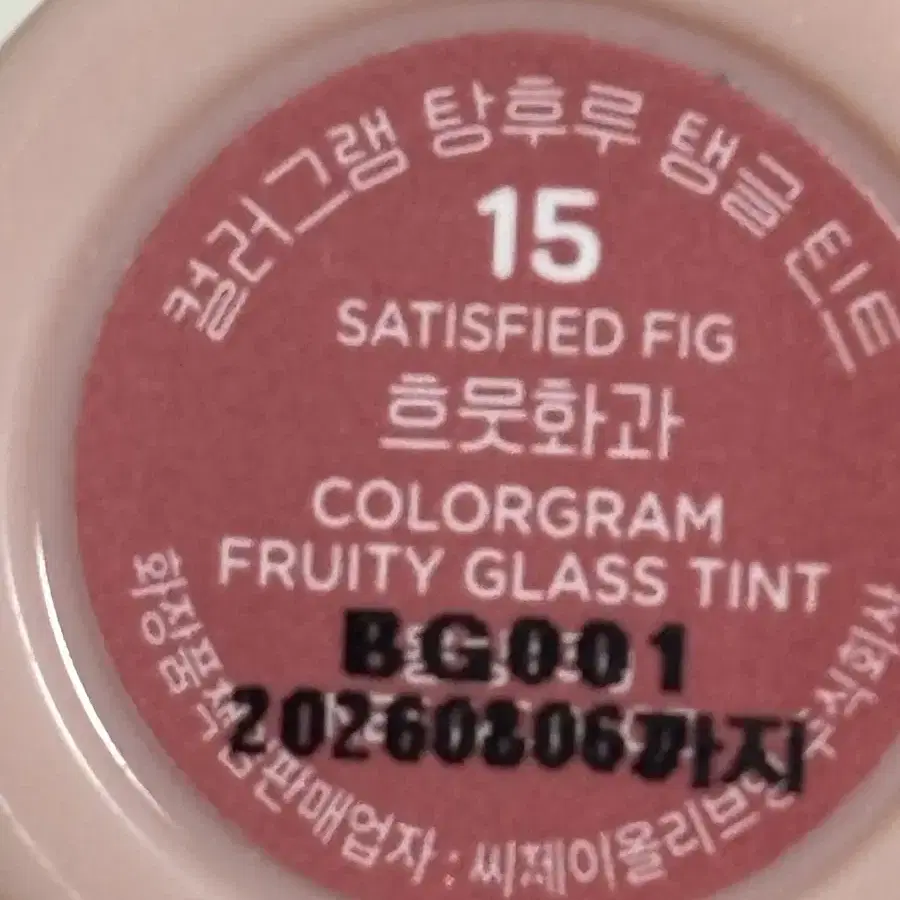 컬러그램 탕후루 탱글 틴트
15
SATISFIED FIG
흐뭇화과
COLORGRAM
FRUITY GLASS TINT
BG001
20260806까지
화장품책임판매업자 : 씨제이올리브영 주식회사